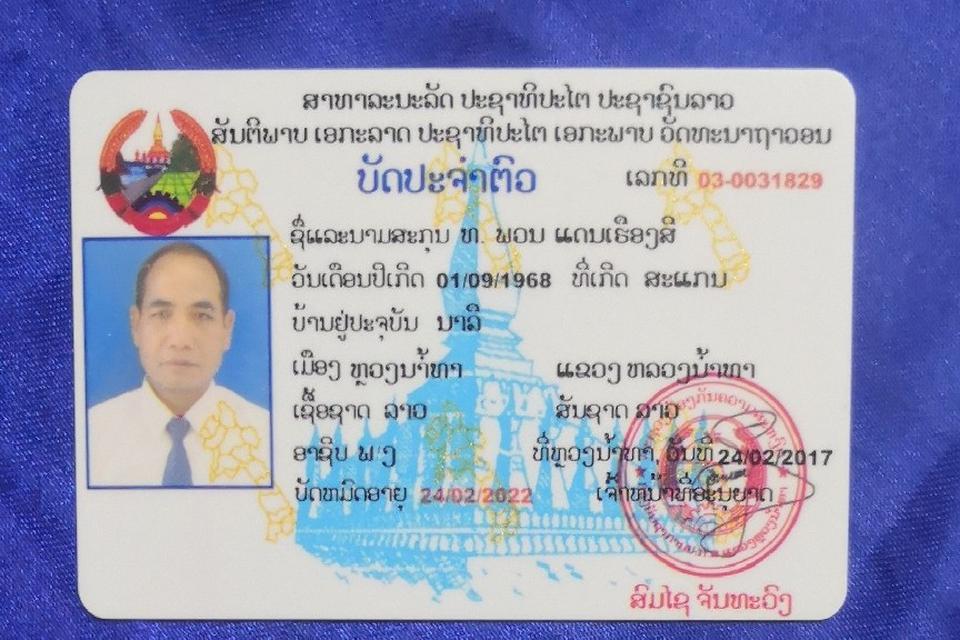 ສາທາລະນະລັດ ປະຊາທິປະໄຕ ປະຊາຊົນລາວ
ສັນຕິພາບ ເອກະລາດ ປະຊາທິປະໄຕ ເອກະພາບ ວັດທະນາຖາວອນ
ບັດປະຈຳຕົວ ເລກທີ 03-0031829
ຊື່ແລະນາມສະກຸນ ທ. ພວນ ແດນເຮືອງສີ
ວັນເດືອນປີເກີດ 01/09/1968 ທີ່ເກີດ ສະແກນ
ບ້ານຢູ່ປະຈຸບັນ ນາລື
ເມືອງ ຫຼວງນ້ຳທາ ແຂວງ ຫລວງນ້ຳທາ
ເຊື້ອຊາດ ລາວ ສັນຊາດ ລາວ
ອາຊີບ ພ/ງ ທີ່ຫຼວງນ້ຳທາ, ວັນທີ 24/02/2017
ບັດຫມົດອາຍຸ 24/02/2022 ເຈົ້າຫນ້າທີ່ອະນຸຍາດ
ສົມໄຊ ຈັນທະວົງ